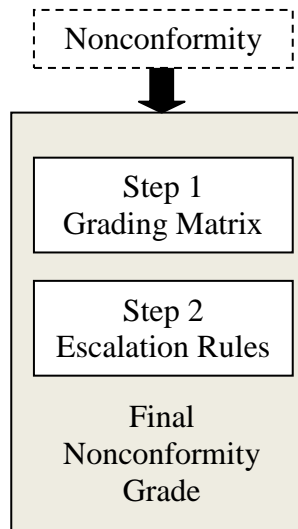 Nonconformity
Step 1
Grading Matrix
Step 2
Escalation Rules
Final
Nonconformity
Grade